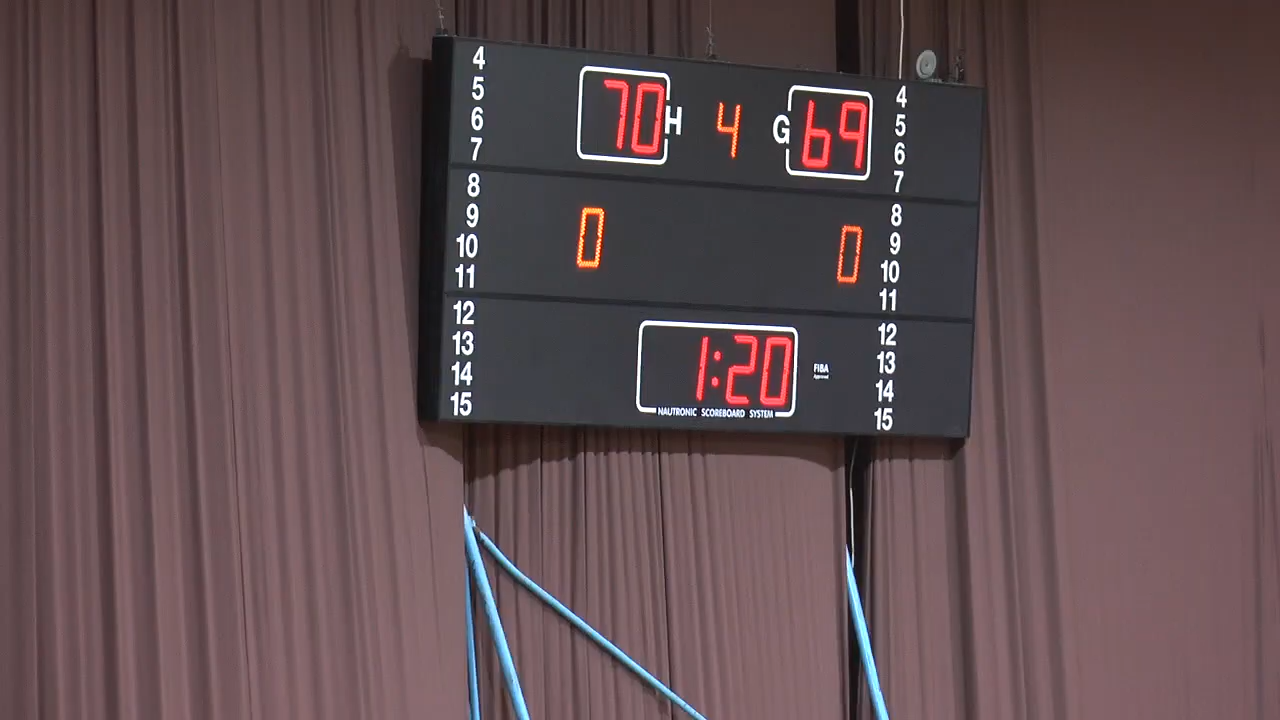 4 70 H 4 G 69 4
5 5
6 6
7 7
8 8
9 0 0 9
10 10
11 11
12 12
13 1:20 FIBA 13
Approved
14 14
15 NAUTRONIC SCOREBOARD SYSTEM 15